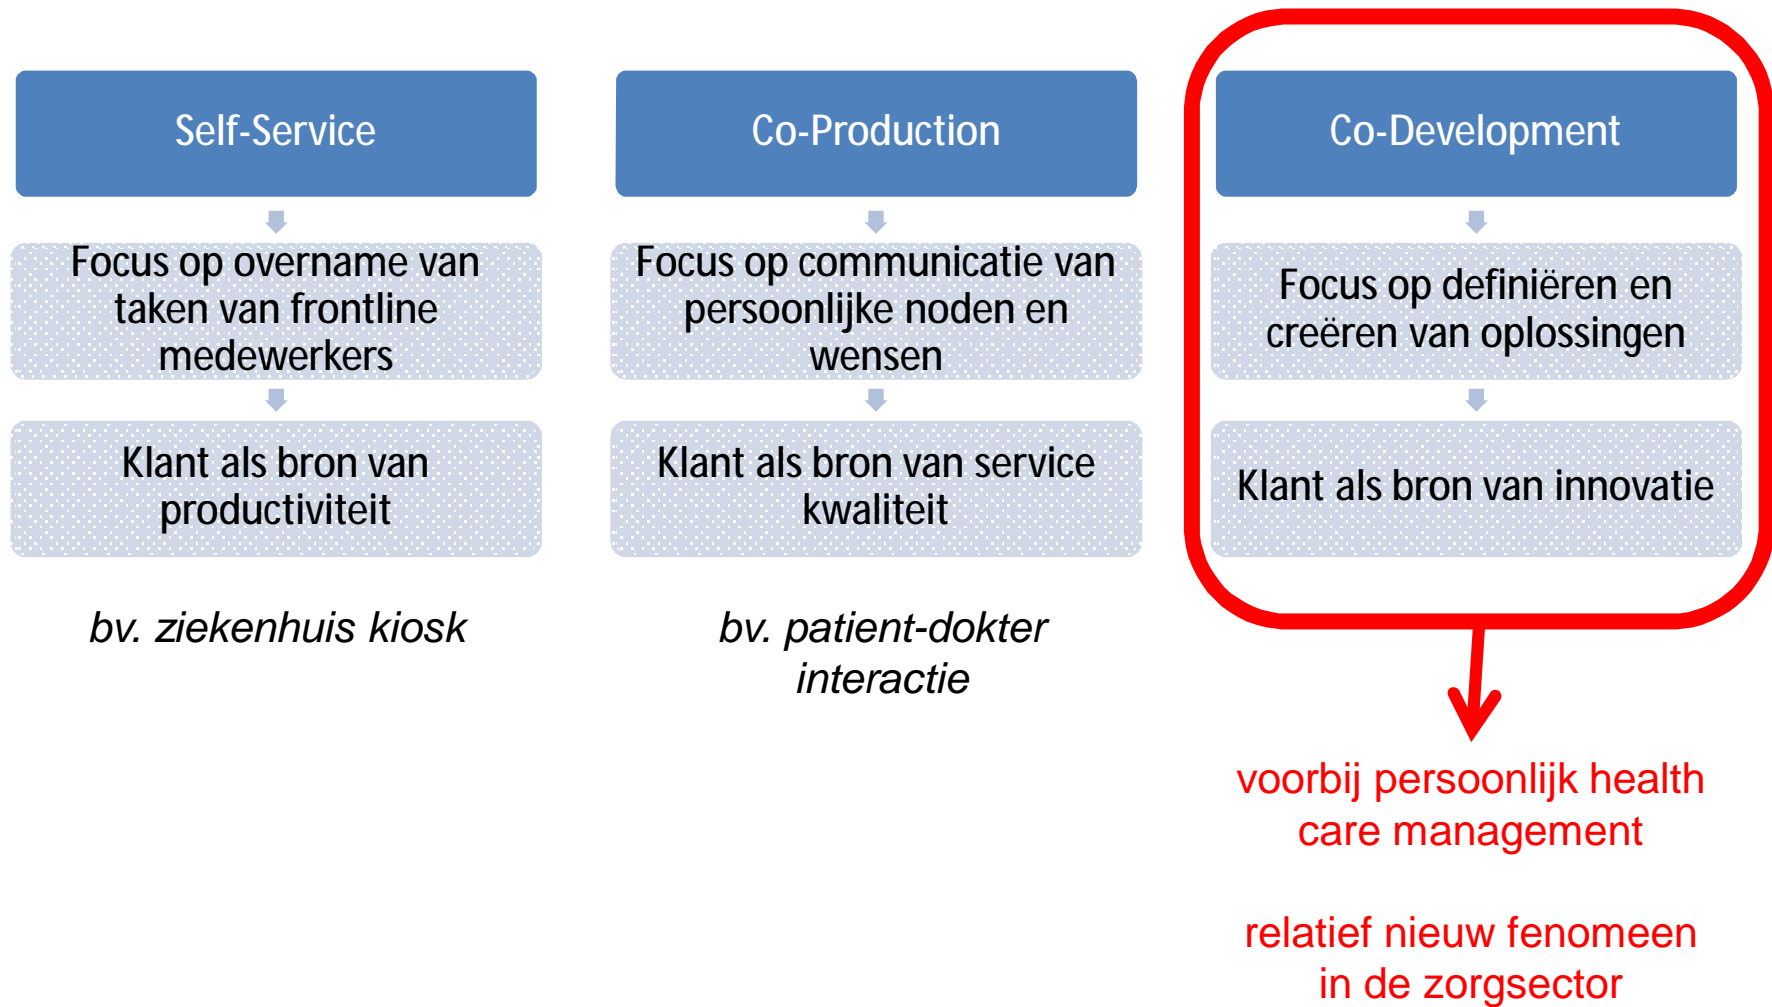 Self-Service
Focus op overname van
taken van frontline
medewerkers
Klant als bron van
productiviteit
bv. ziekenhuis kiosk
Co-Production
Focus op communicatie van
persoonlijke noden en
wensen
Klant als bron van service
kwaliteit
bv. patient-dokter
interactie
Co-Development
Focus op definiëren en
creëren van oplossingen
Klant als bron van innovatie
voorbij persoonlijk health
care management
relatief nieuw fenomeen
in de zorgsector